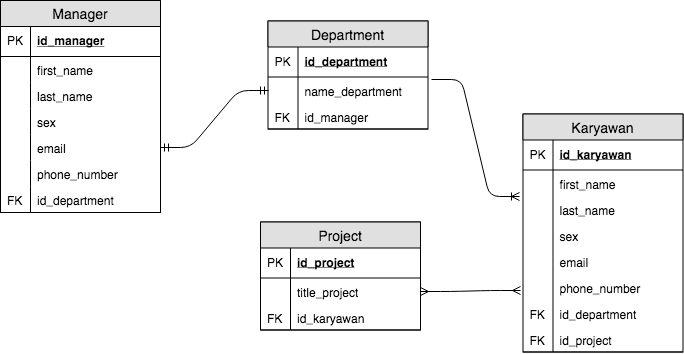 Manager
PK id_manager
first_name
last_name
sex
email
phone_number
FK id_department
Department
PK id_department
name_department
FK id_manager
Karyawan
PK id_karyawan
first_name
last_name
sex
email
phone_number
FK id_department
FK id_project
Project
PK id_project
title_project
FK id_karyawan